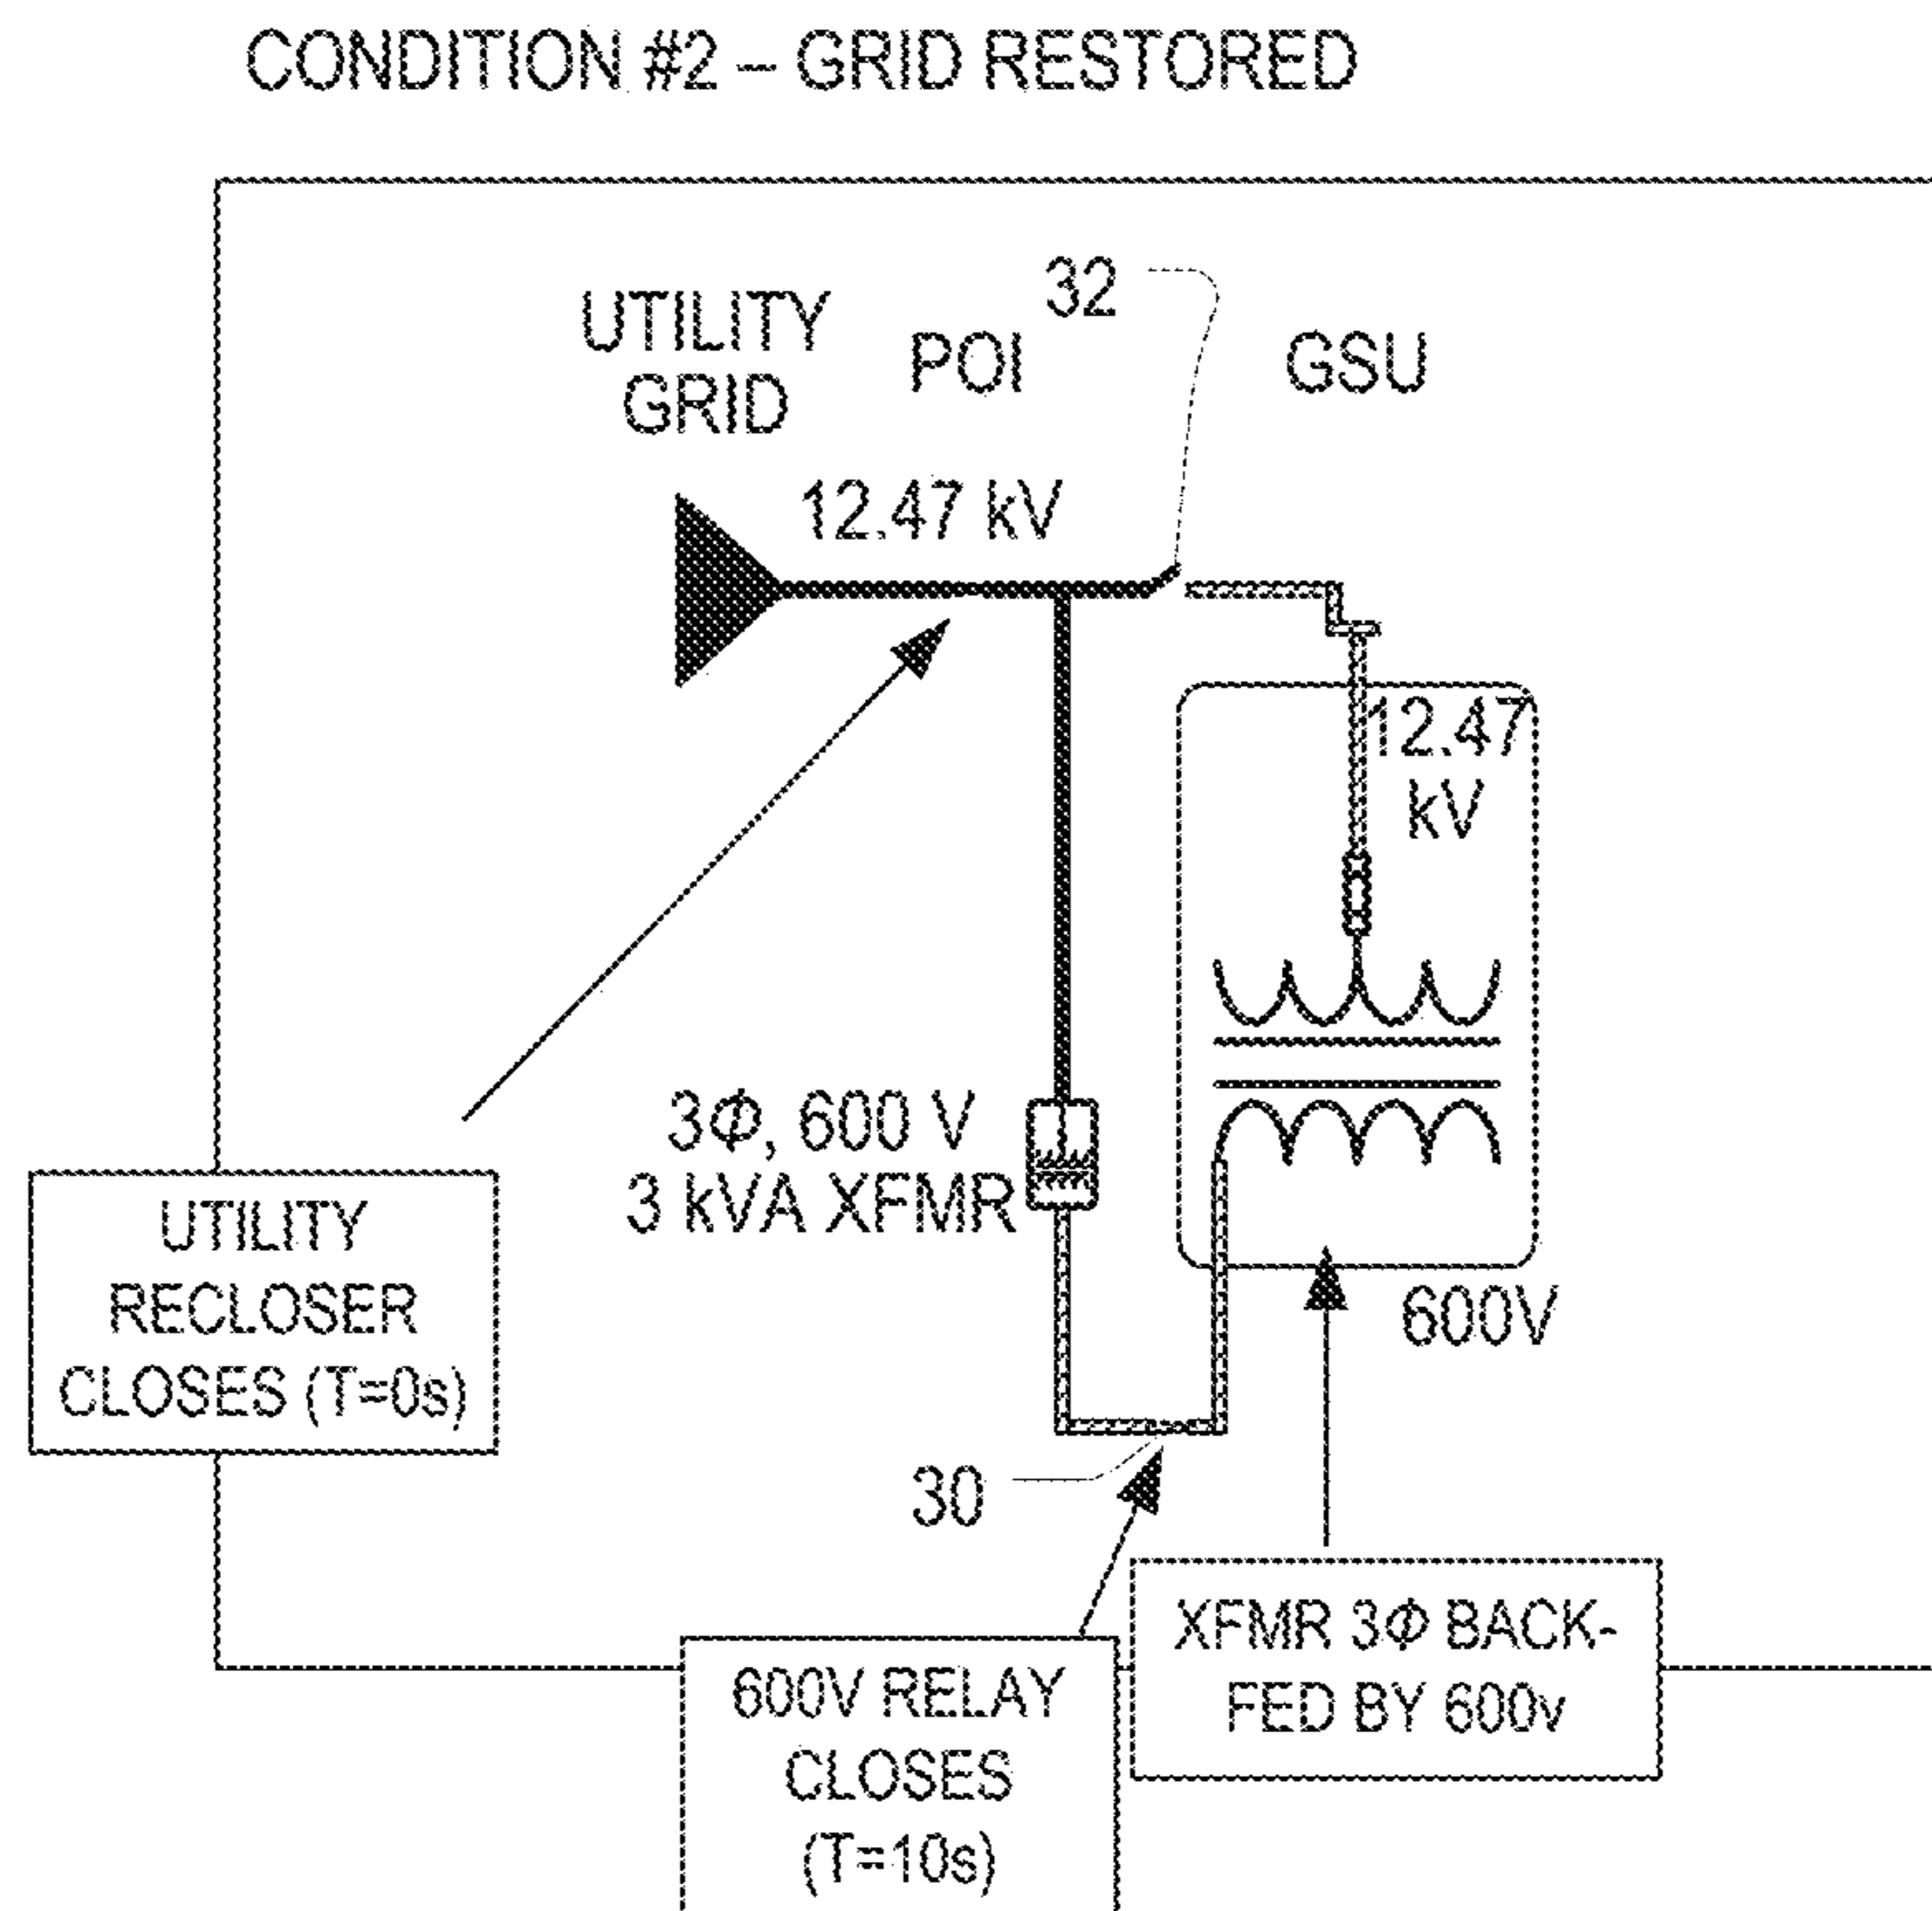 CONDITION #2 – GRID RESTORED
32
UTILITY
GRID
POI
GSU
12.47 kV
12.47
kV
3Φ, 600 V
3 kVA XFMR
UTILITY
RECLOSER
CLOSES (T=0s)
600V
30
XFMR 3Φ BACK-
FED BY 600v
600V RELAY
CLOSES
(T=10s)